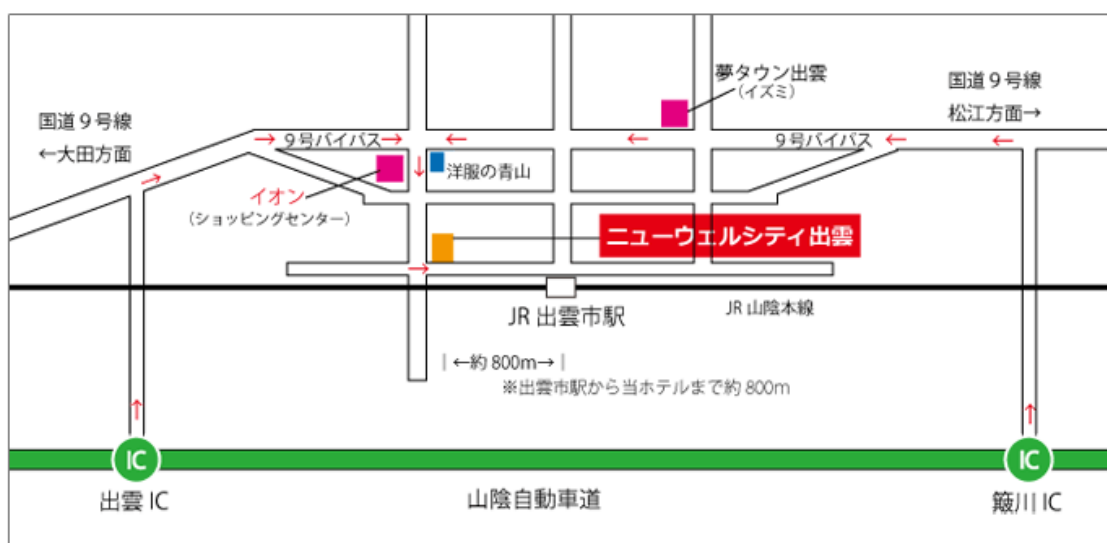 夢タウン出雲
（イズミ）
国道９号線
松江方面→
国道９号線
←大田方面
９号バイパス
９号バイパス
洋服の青山
イオン
（ショッピングセンター）
ニューウェルシティ出雲
JR 出雲市駅
JR 山陰本線
｜←約 800m→｜
※出雲市駅から当ホテルまで約 800m
IC
IC
出雲 IC
山陰自動車道
簸川 IC